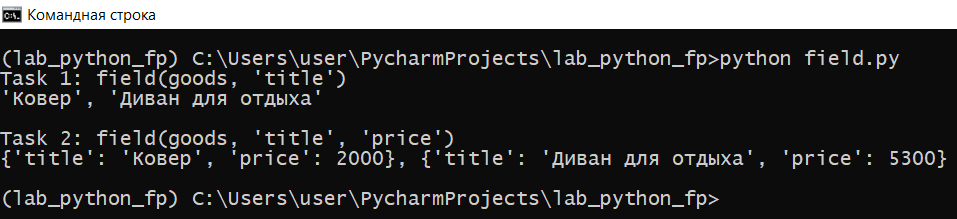 Командная строка
(lab_python_fp) C:\Users\user\PycharmProjects\lab_python_fp>python field.py
Task 1: field(goods, 'title')
'Ковер', 'Диван для отдыха'
Task 2: field(goods, 'title', 'price')
{'title': 'Ковер', 'price': 2000}, {'title': 'Диван для отдыха', 'price': 5300}
(lab_python_fp) C:\Users\user\PycharmProjects\lab_python_fp>